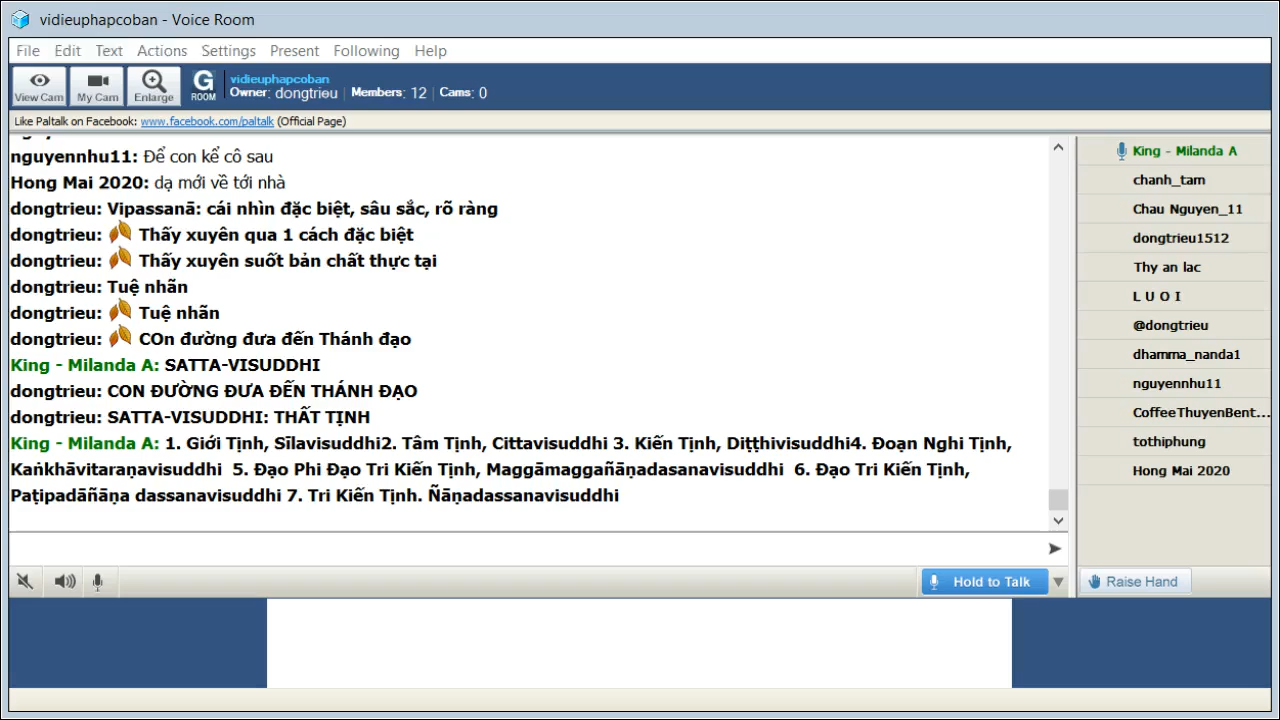 vidieuphapcoban - Voice Room
File Edit Text Actions Settings Present Following Help
View Cam My Cam Enlarge G ROOM
vidieuphapcoban
Owner: dongtrieu | Members: 12 | Cams: 0
Like Paltalk on Facebook: www.facebook.com/paltalk (Official Page)
nguyennhu11: Để con kể cô sau
Hong Mai 2020: dạ mới về tới nhà
dongtrieu: Vipassanā: cái nhìn đặc biệt, sâu sắc, rõ ràng
dongtrieu: Thấy xuyên qua 1 cách đặc biệt
dongtrieu: Thấy xuyên suốt bản chất thực tại
dongtrieu: Tuệ nhãn
dongtrieu: Tuệ nhãn
dongtrieu: COn đường đưa đến Thánh đạo
King - Milanda A: SATTA-VISUDDHI
dongtrieu: CON ĐƯỜNG ĐƯA ĐẾN THÁNH ĐẠO
dongtrieu: SATTA-VISUDDHI: THẤT TỊNH
King - Milanda A: 1. Giới Tịnh, Sīlavisuddhi2. Tâm Tịnh, Cittavisuddhi 3. Kiến Tịnh, Diṭṭhivisuddhi4. Đoạn Nghi Tịnh,
Kaṅkhāvitaraṇavisuddhi 5. Đạo Phi Đạo Tri Kiến Tịnh, Maggāmaggañāṇadasanavisuddhi 6. Đạo Tri Kiến Tịnh,
Paṭipadāñāṇa dassanavisuddhi 7. Tri Kiến Tịnh. Ñāṇadassanavisuddhi
Hold to Talk
King - Milanda A
chanh_tam
Chau Nguyen_11
dongtrieu1512
Thy an lac
L U O I
@dongtrieu
dhamma_nanda1
nguyennhu11
CoffeeThuyenBent...
tothiphung
Hong Mai 2020
Raise Hand